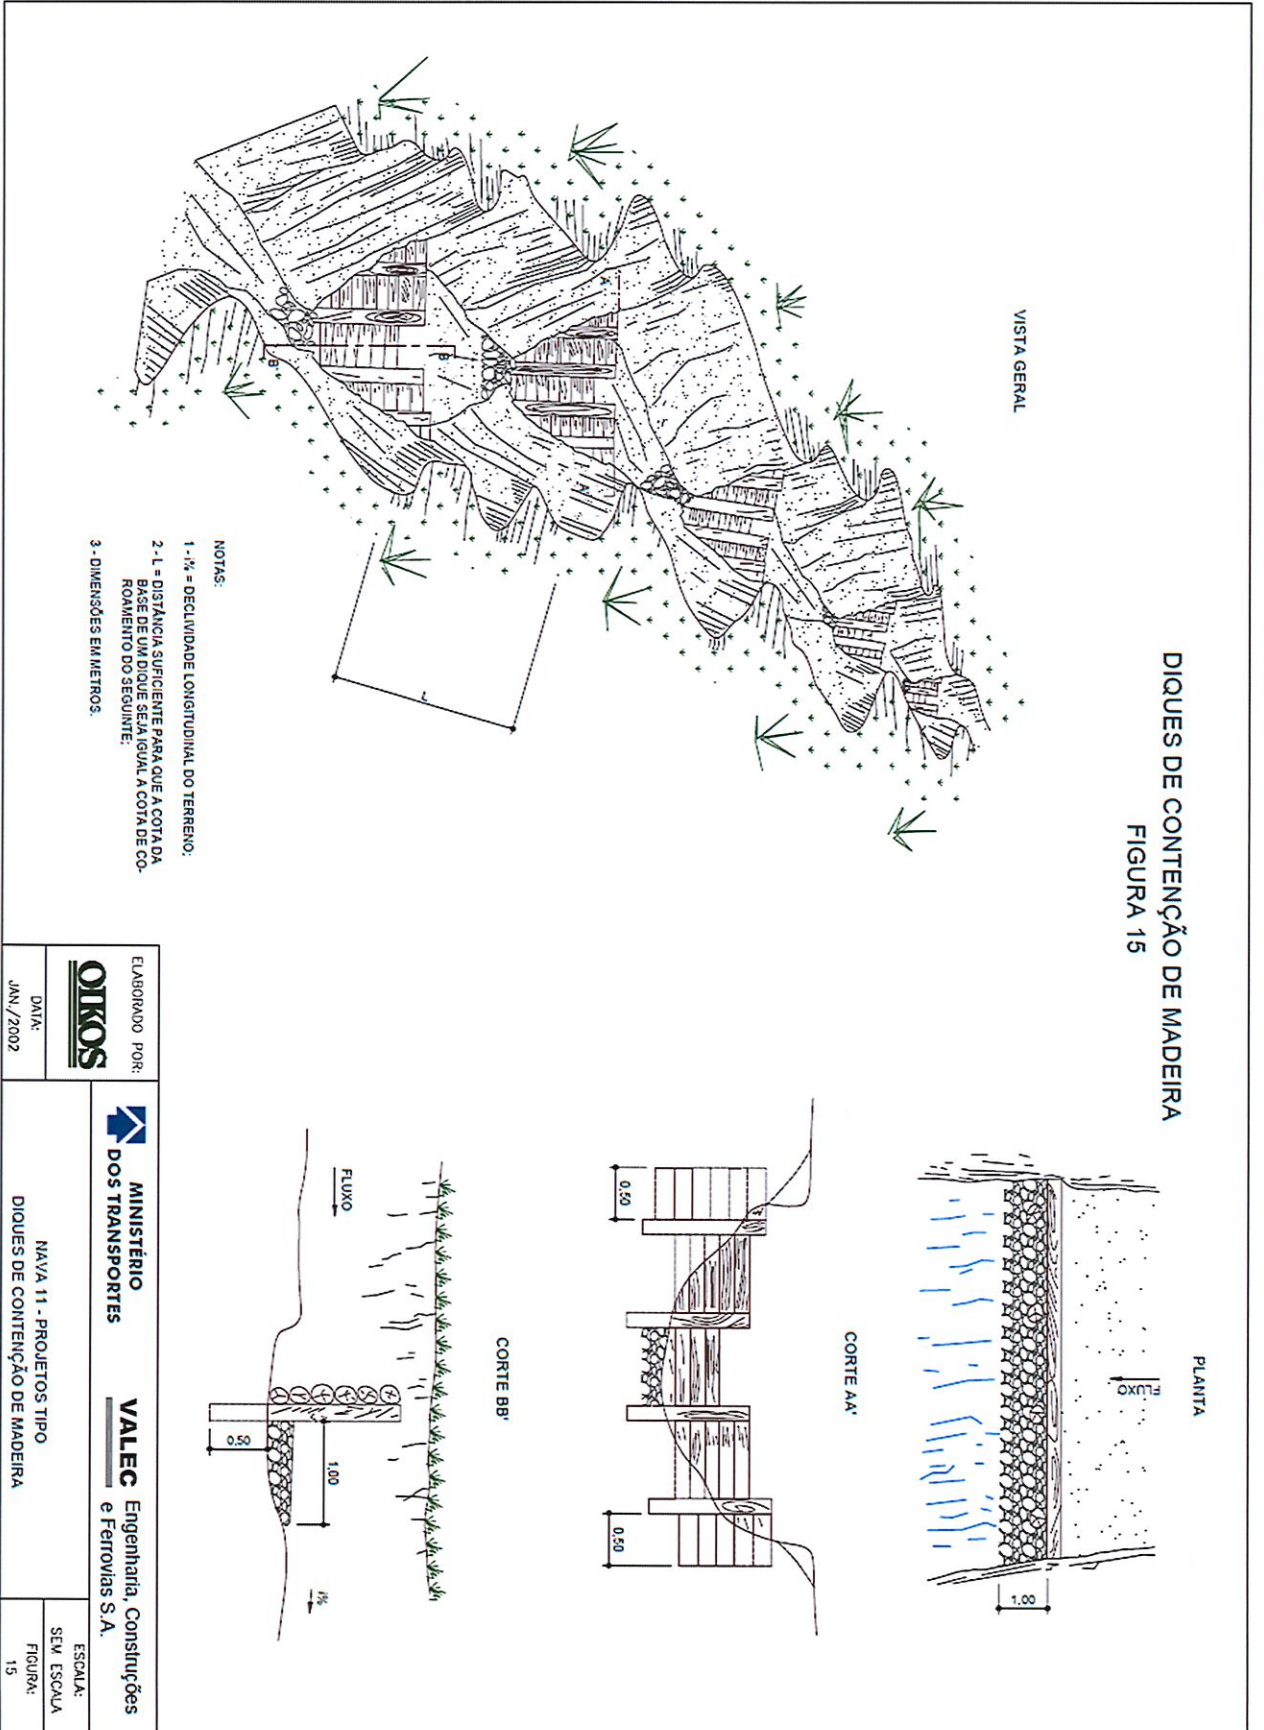 DIQUES DE CONTENÇÃO DE MADEIRA
FIGURA 15
VISTA GERAL
A
A'
B
B'
L
NOTAS:
1 - i% = DECLIVIDADE LONGITUDINAL DO TERRENO;
2 - L = DISTÂNCIA SUFICIENTE PARA QUE A COTA DA
BASE DE UM DIQUE SEJA IGUAL A COTA DE CO-
ROAMENTO DO SEGUINTE;
3 - DIMENSÕES EM METROS.
PLANTA
FLUXO
1,00
CORTE AA'
0,50
0,50
CORTE BB'
FLUXO
1,00
0,50
i%
ELABORADO POR:
OIKOS
DATA:
JAN./2002
MINISTÉRIO
DOS TRANSPORTES
VALEC Engenharia, Construções
e Ferrovias S.A.
NAVA 11 - PROJETOS TIPO
DIQUES DE CONTENÇÃO DE MADEIRA
ESCALA:
SEM ESCALA
FIGURA:
15